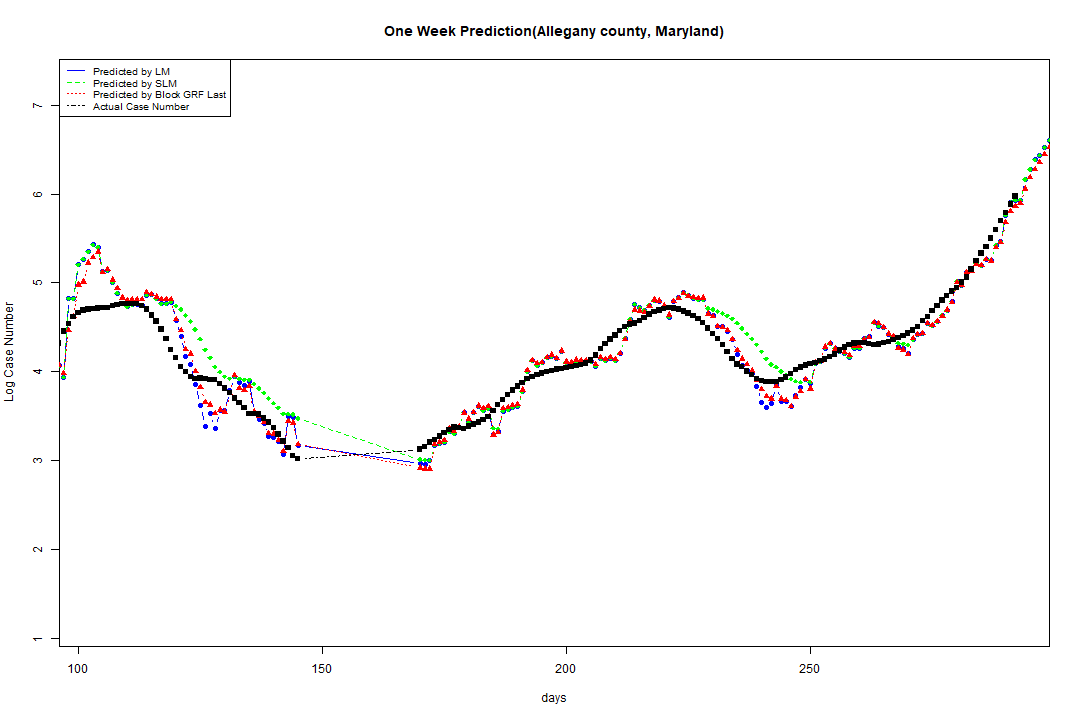 One Week Prediction(Allegany county, Maryland)
Predicted by LM
Predicted by SLM
Predicted by Block GRF Last
Actual Case Number
7
6
5
4
3
2
1
Log Case Number
100 150 200 250
days